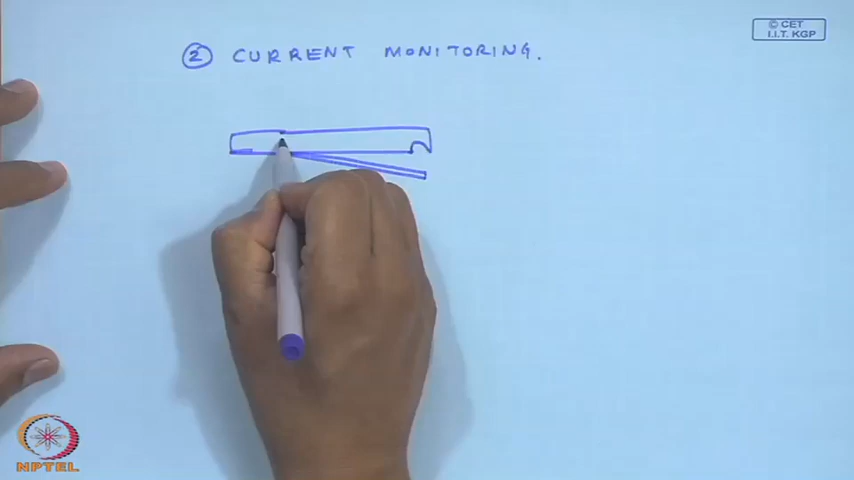 © CET
I.I.T. KGP
② CURRENT MONITORING.
NPTEL